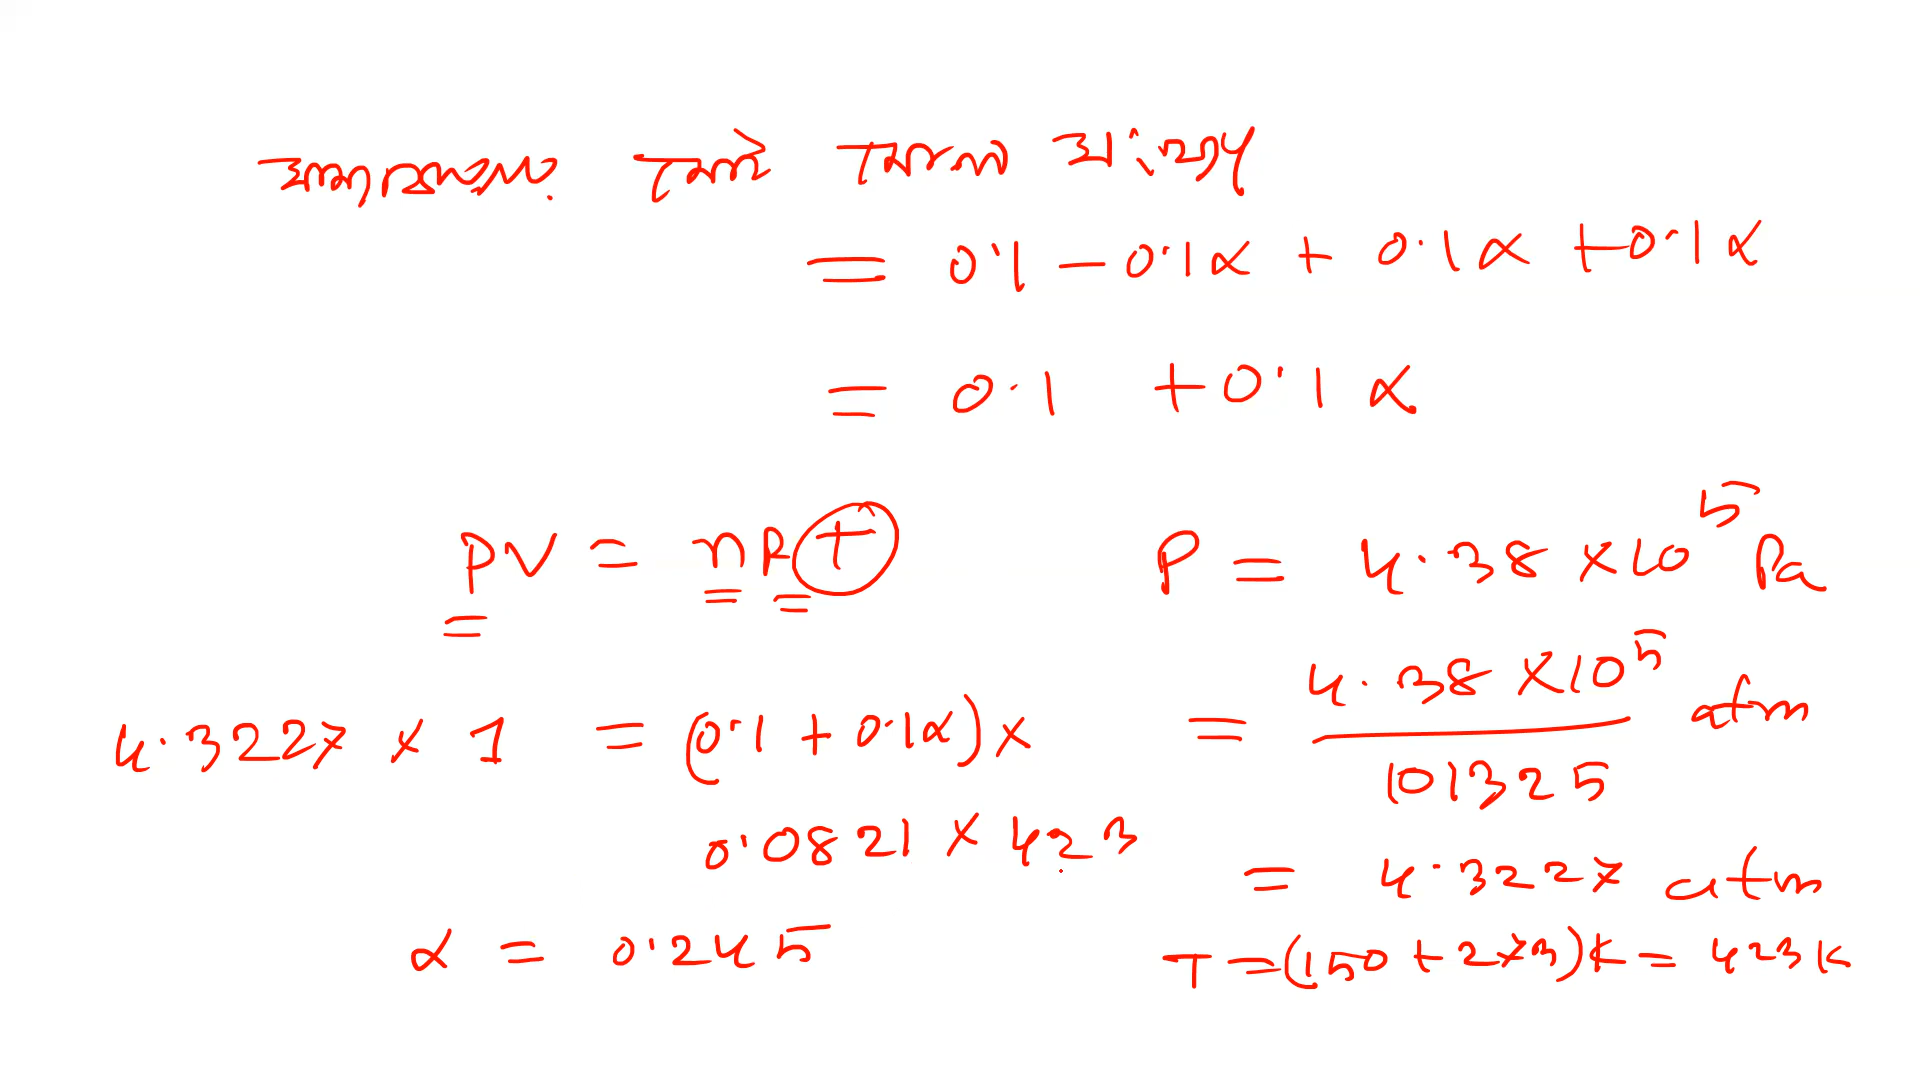 সাম্যাবস্থায় মোট মোল সংখ্যা
= 0.1 - 0.1α + 0.1α + 0.1α
= 0.1 + 0.1α
PV = nRT
P = 4.38 × 10⁵ Pa
= 4.38 × 10⁵ / 101325 atm
4.3227 × 1 = (0.1 + 0.1α) ×
0.0821 × 423
= 4.3227 atm
α = 0.245
T = (150 + 273)K = 423K